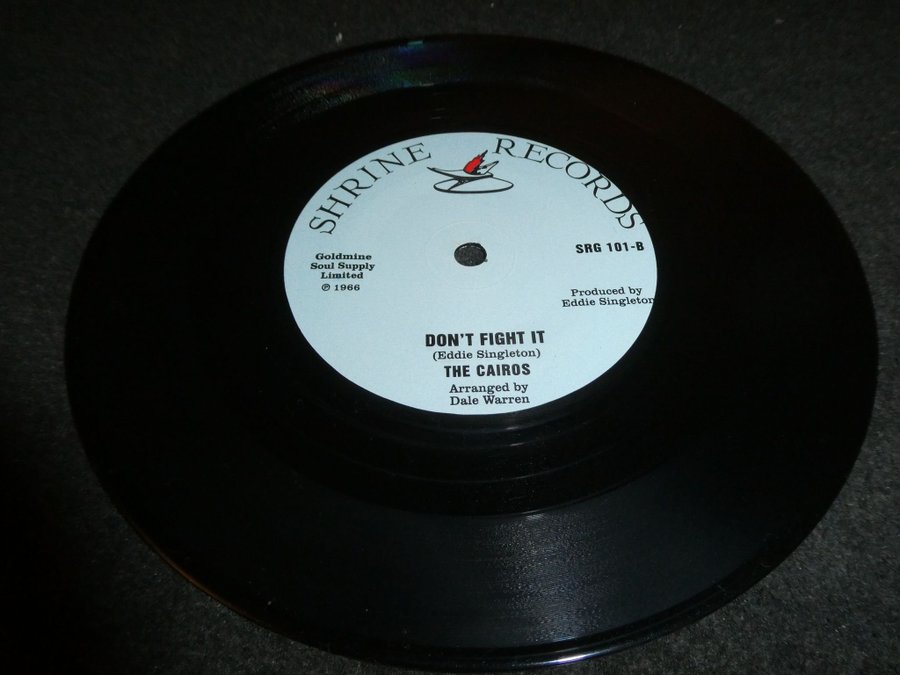 SHRINE RECORDS
Goldmine
Soul Supply
Limited
℗ 1966
SRG 101-B
Produced by
Eddie Singleton
DON'T FIGHT IT
(Eddie Singleton)
THE CAIROS
Arranged by
Dale Warren